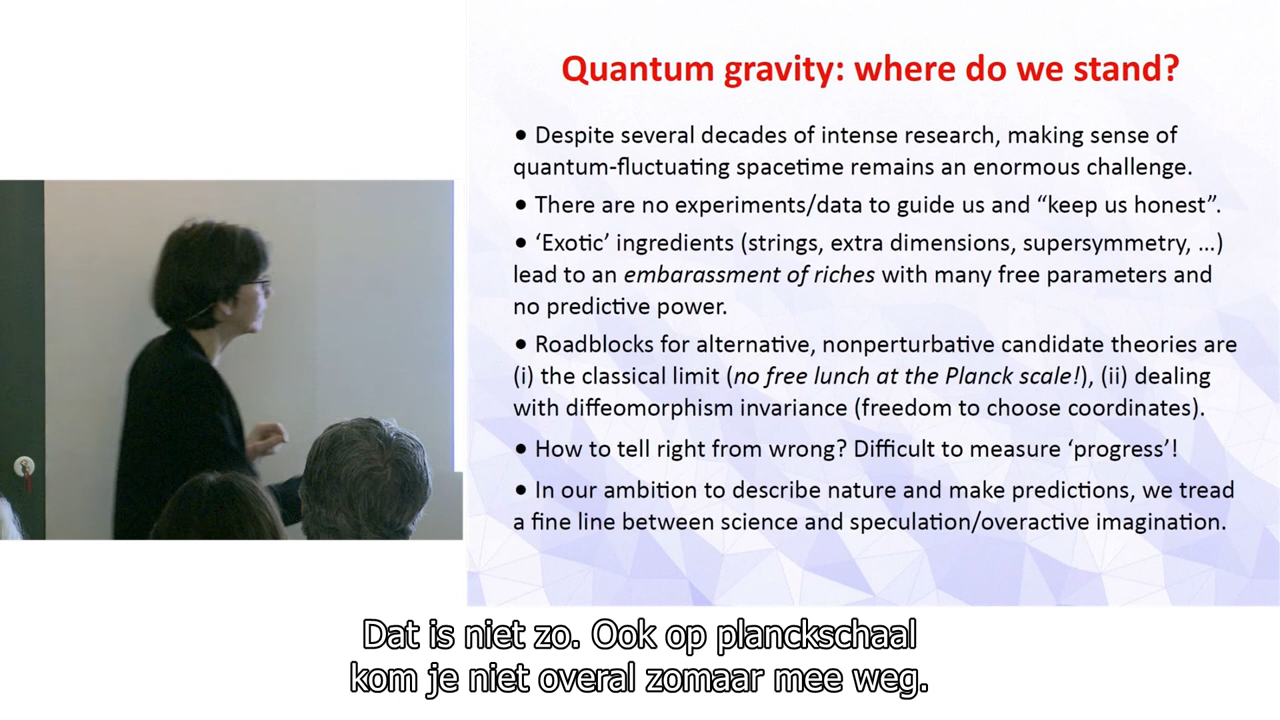 Quantum gravity: where do we stand?
• Despite several decades of intense research, making sense of
quantum-fluctuating spacetime remains an enormous challenge.
• There are no experiments/data to guide us and “keep us honest”.
• ‘Exotic’ ingredients (strings, extra dimensions, supersymmetry, …)
lead to an embarassment of riches with many free parameters and
no predictive power.
• Roadblocks for alternative, nonperturbative candidate theories are
(i) the classical limit (no free lunch at the Planck scale!), (ii) dealing
with diffeomorphism invariance (freedom to choose coordinates).
• How to tell right from wrong? Difficult to measure ‘progress’!
• In our ambition to describe nature and make predictions, we tread
a fine line between science and speculation/overactive imagination.
Dat is niet zo. Ook op planckschaal
kom je niet overal zomaar mee weg.